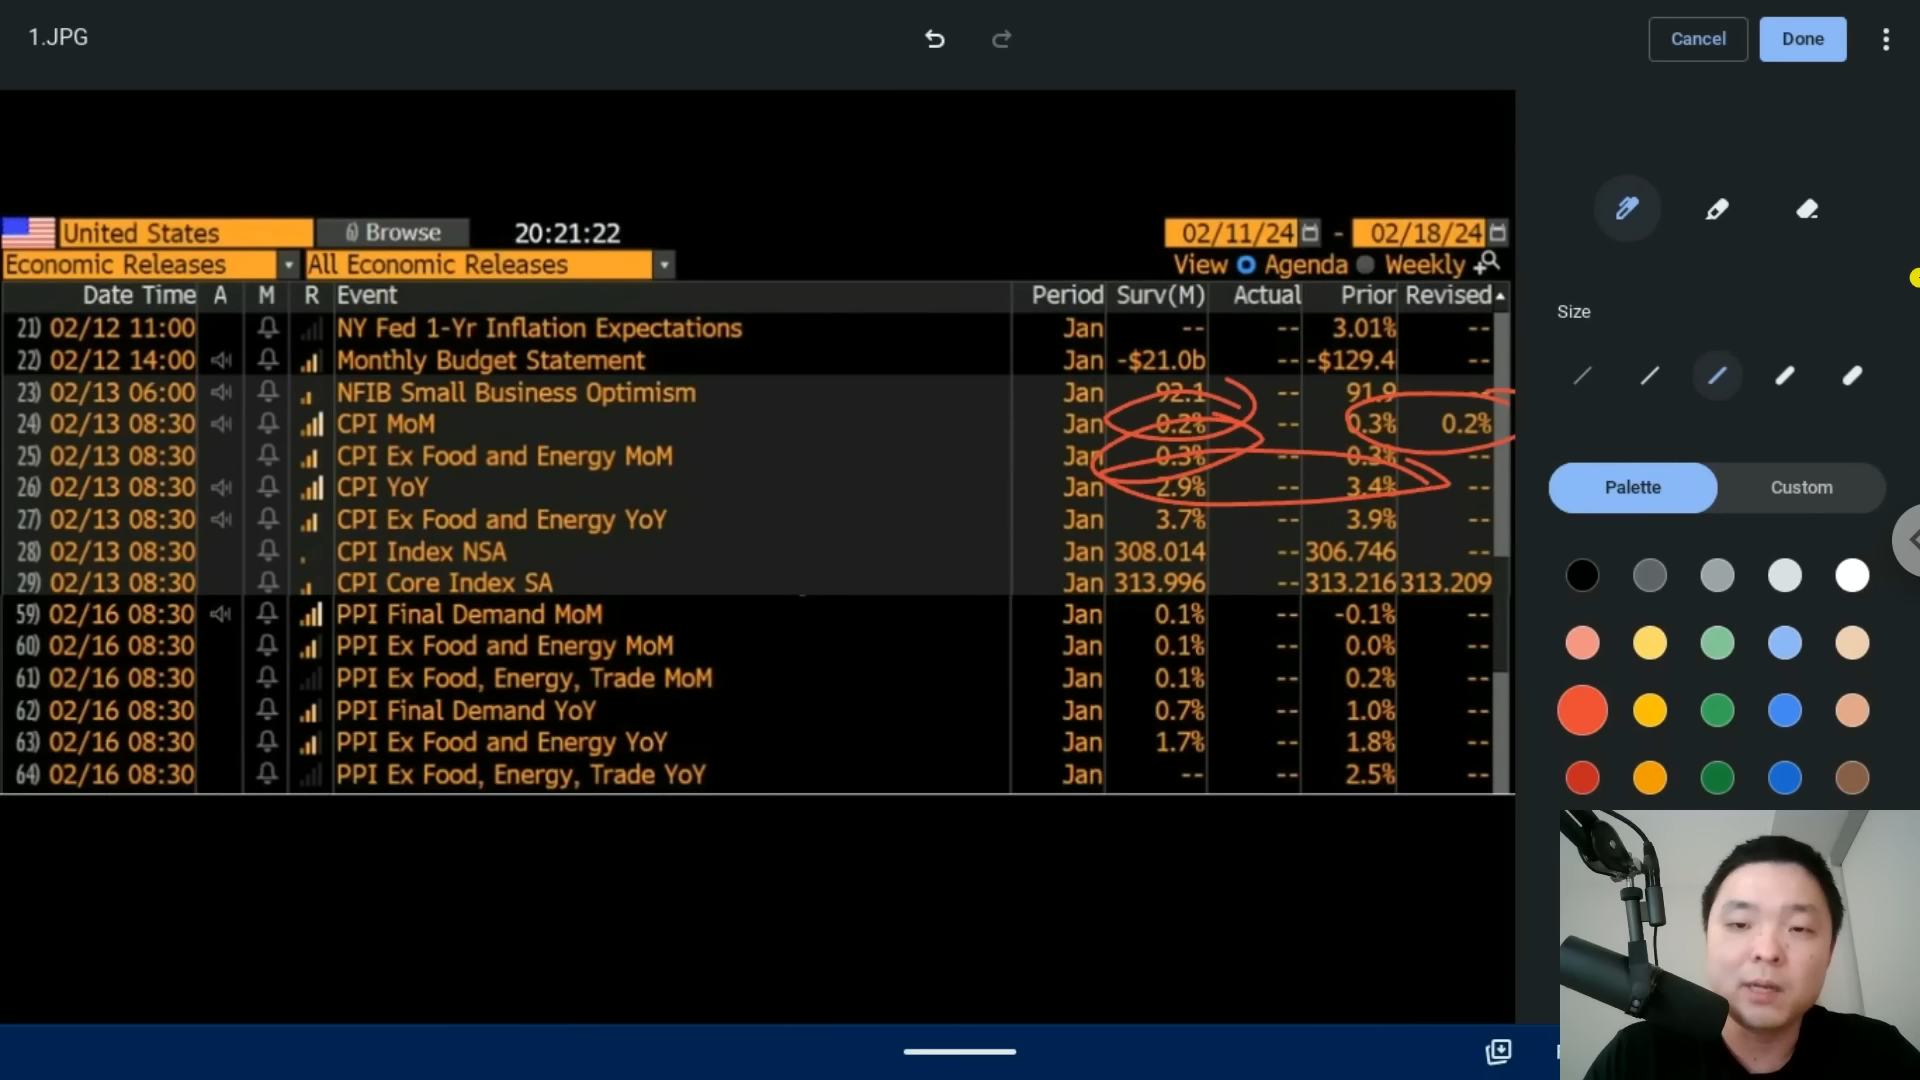 1.JPG
Cancel
Done
United States Browse 20:21:22 02/11/24 - 02/18/24
Economic Releases All Economic Releases View Agenda Weekly
Date Time A M R Event Period Surv(M) Actual Prior Revised
21) 02/12 11:00 NY Fed 1-Yr Inflation Expectations Jan -- -- 3.01% --
22) 02/12 14:00 Monthly Budget Statement Jan -$21.0b -- -$129.4 --
23) 02/13 06:00 NFIB Small Business Optimism Jan 92.1 -- 91.9 --
24) 02/13 08:30 CPI MoM Jan 0.2% -- 0.3% 0.2%
25) 02/13 08:30 CPI Ex Food and Energy MoM Jan 0.3% -- 0.3% --
26) 02/13 08:30 CPI YoY Jan 2.9% -- 3.4% --
27) 02/13 08:30 CPI Ex Food and Energy YoY Jan 3.7% -- 3.9% --
28) 02/13 08:30 CPI Index NSA Jan 308.014 -- 306.746 --
29) 02/13 08:30 CPI Core Index SA Jan 313.996 -- 313.216 313.209
59) 02/16 08:30 PPI Final Demand MoM Jan 0.1% -- -0.1% --
60) 02/16 08:30 PPI Ex Food and Energy MoM Jan 0.1% -- 0.0% --
61) 02/16 08:30 PPI Ex Food, Energy, Trade MoM Jan 0.1% -- 0.2% --
62) 02/16 08:30 PPI Final Demand YoY Jan 0.7% -- 1.0% --
63) 02/16 08:30 PPI Ex Food and Energy YoY Jan 1.7% -- 1.8% --
64) 02/16 08:30 PPI Ex Food, Energy, Trade YoY Jan -- -- 2.5% --
Size
Palette
Custom